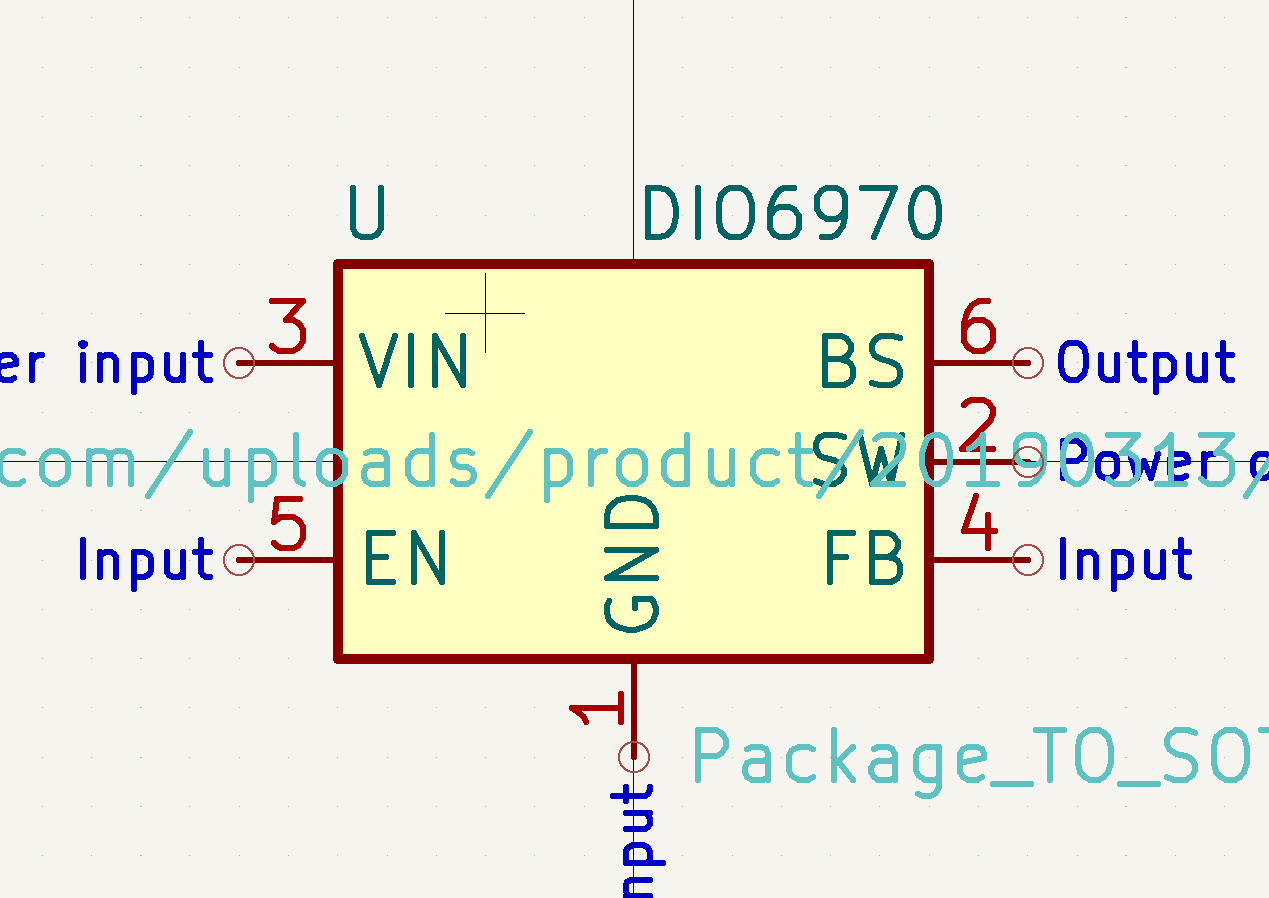 U DIO6970
3 6
er input VIN BS Output
2
com/uploads/product/20190313/
SW Power o
5 4
Input EN FB Input
GND
1
Package_TO_SOT
nput